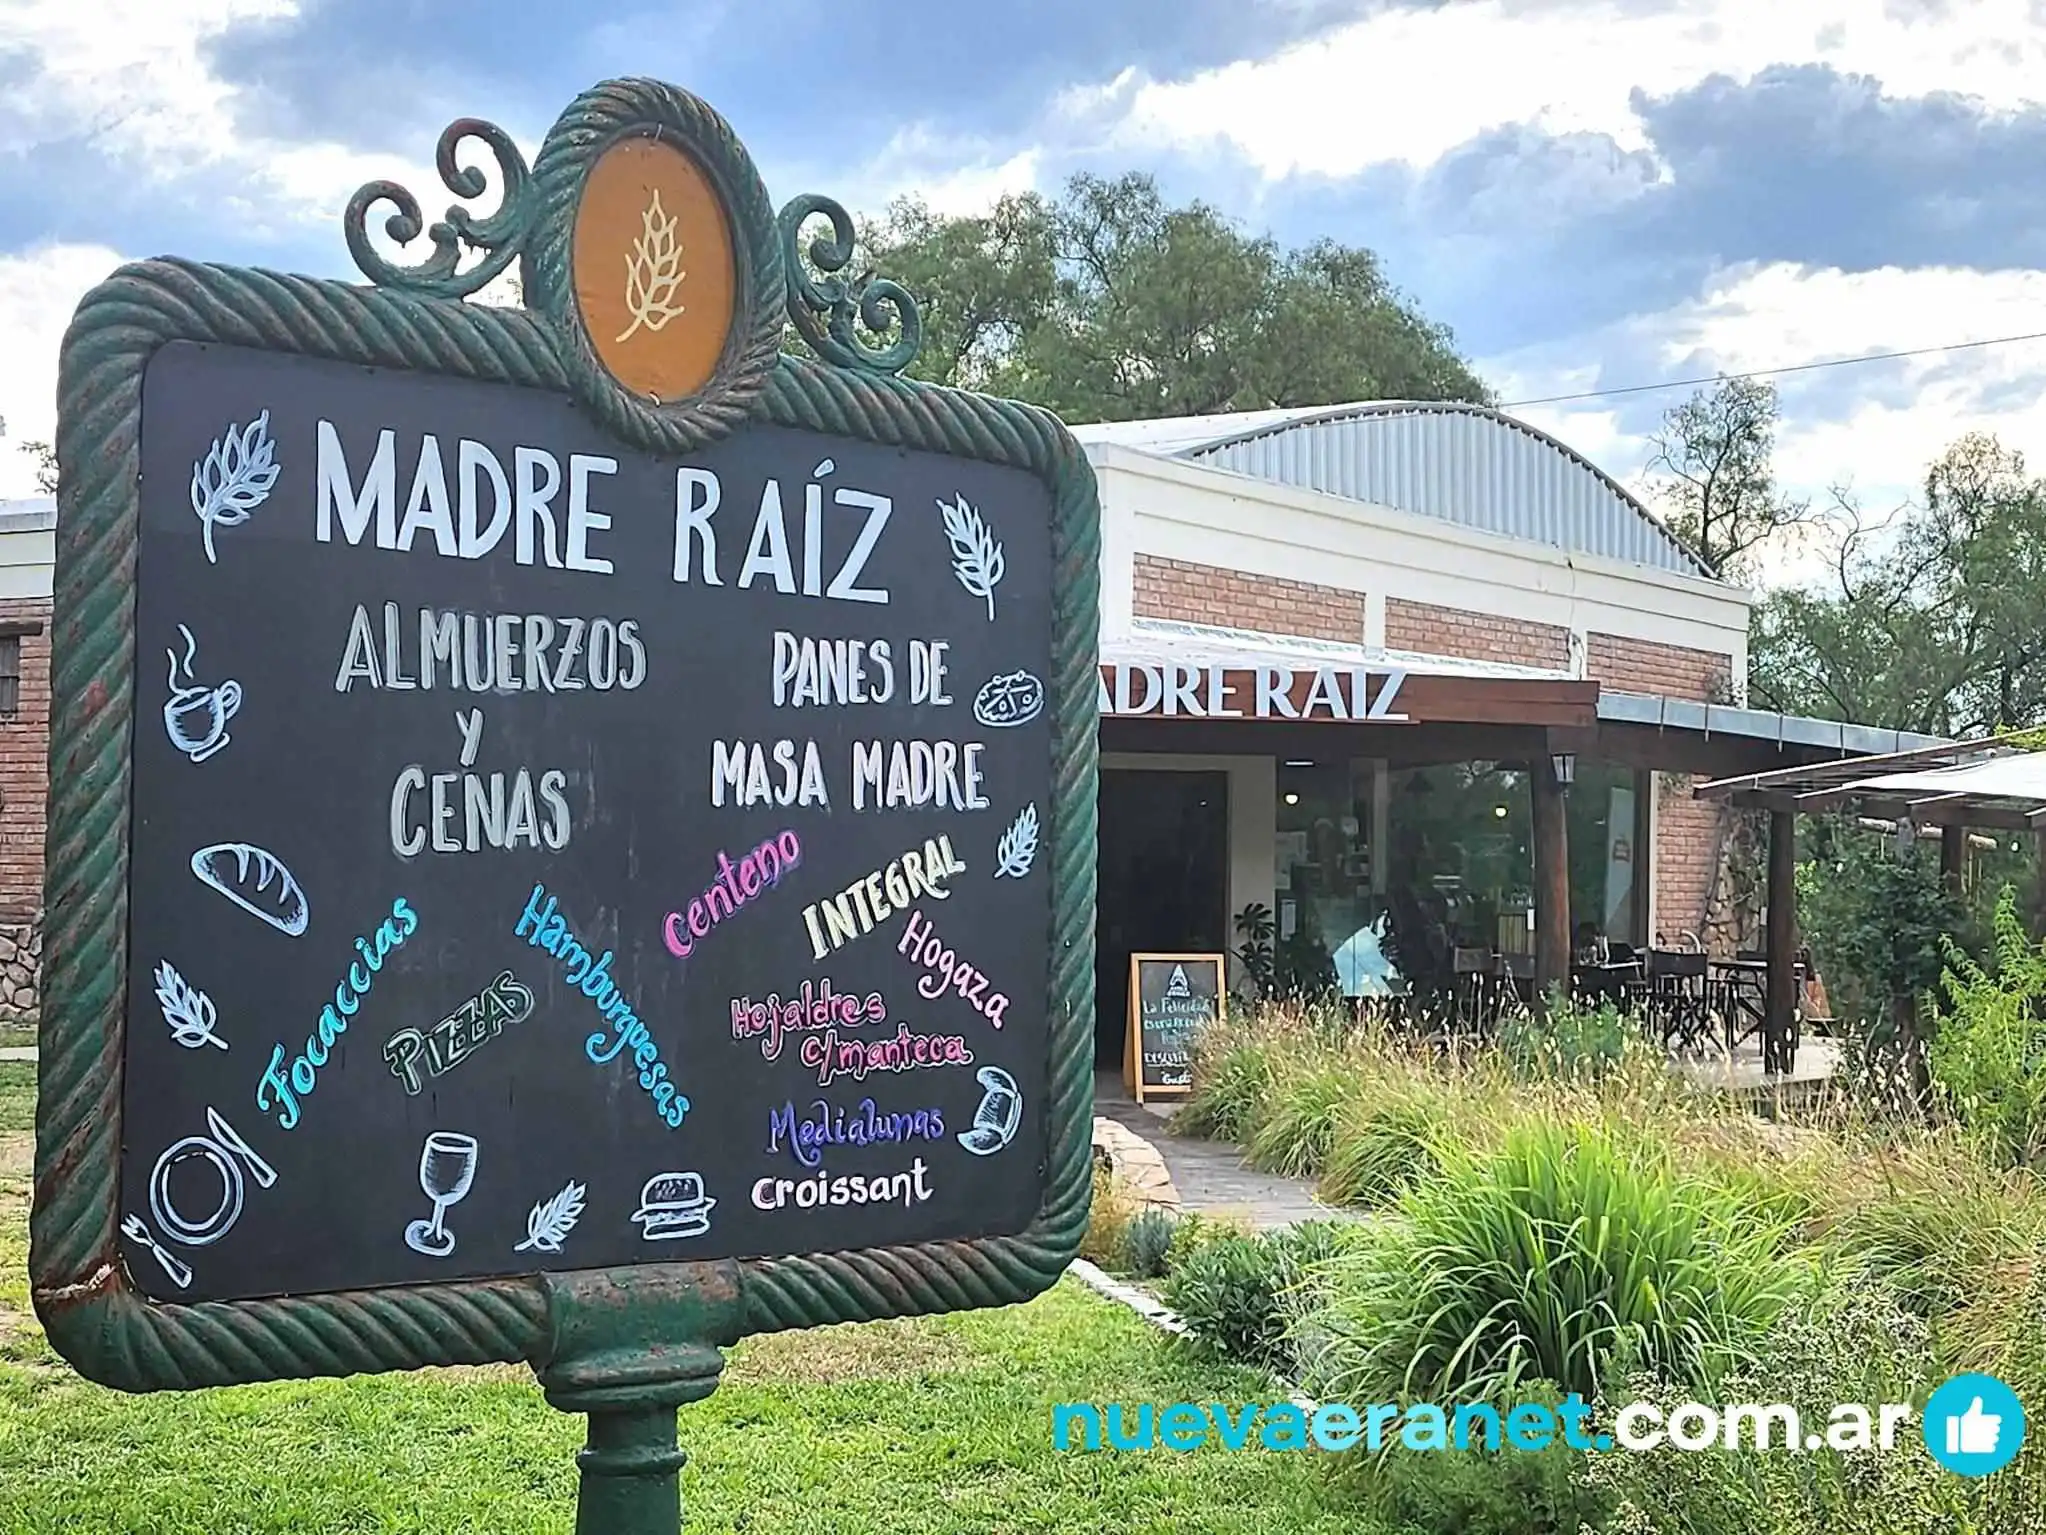 MADRE RAÍZ
ALMUERZOS
Y
CENAS
Focaccias
PIZZAS
Hamburguesas
PANES DE
MASA MADRE
Centeno
INTEGRAL
Hogaza
Hojaldres
c/manteca
Medialunas
Croissant
ADRE RAIZ
La Felicidad
nuevaeranet.com.ar